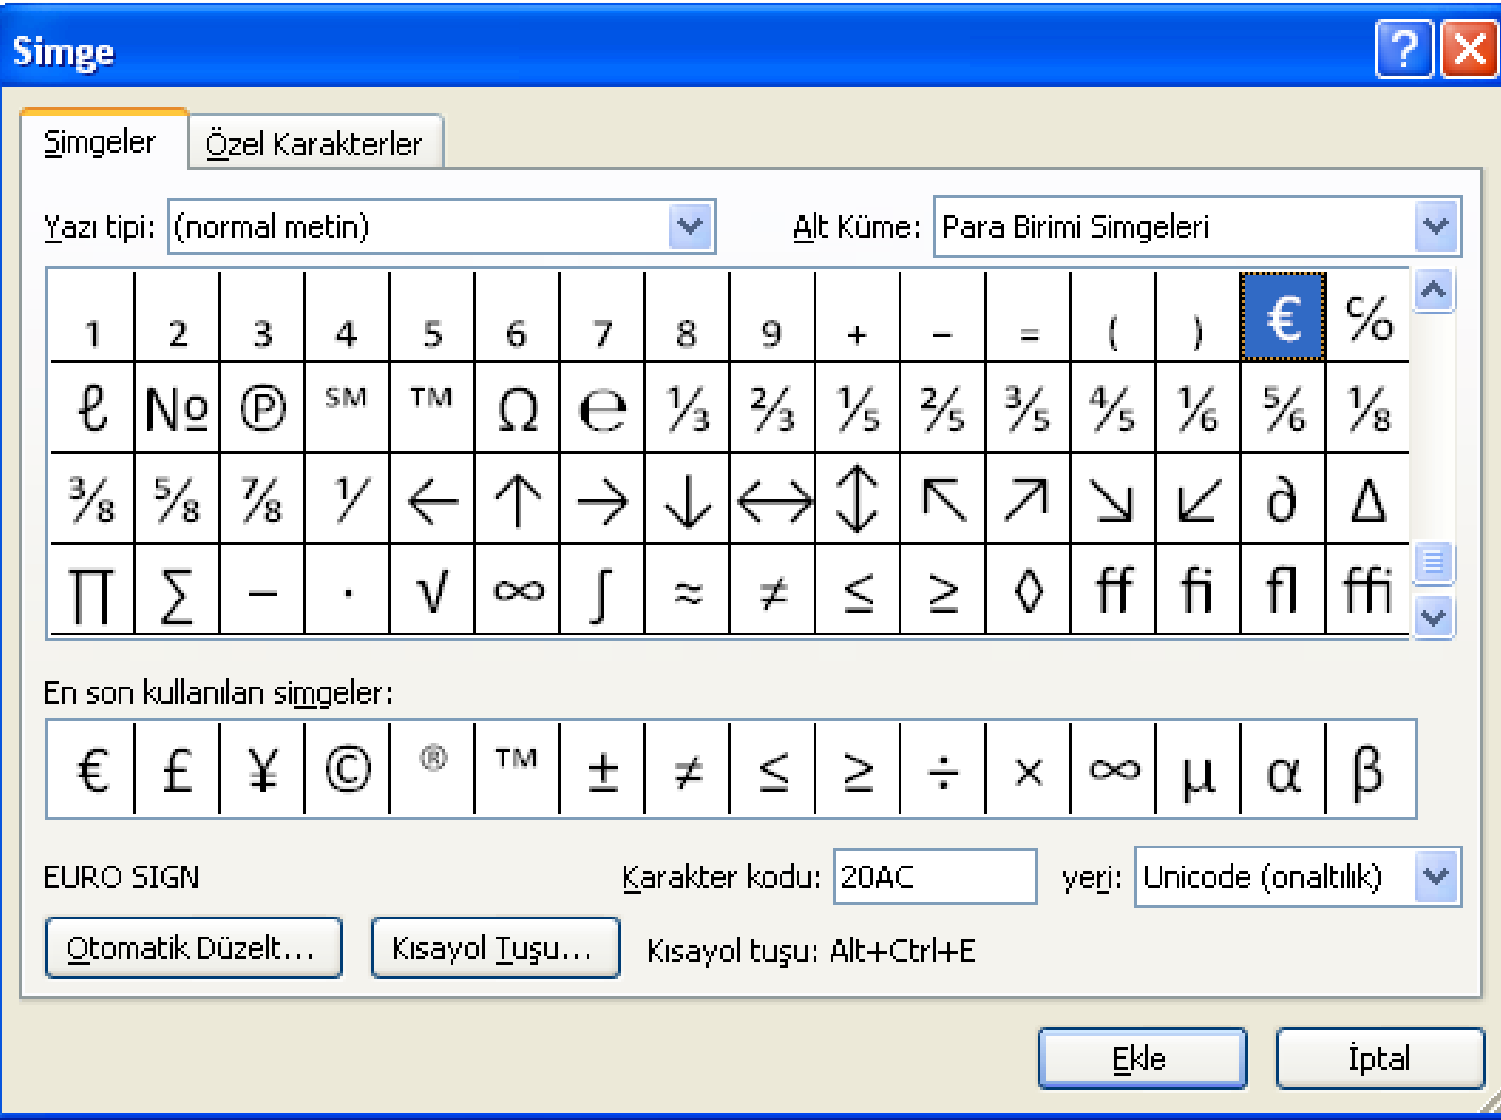 Simge
Simgeler Özel Karakterler
Yazı tipi: (normal metin) Alt Küme: Para Birimi Simgeleri
₁ ₂ ₃ ₄ ₅ ₆ ₇ ₈ ₉ ₊ ₋ ₌ ₍ ₎ € ℅
ℓ № ℗ ℠ ™ Ω ℮ ⅓ ⅔ ⅕ ⅖ ⅗ ⅘ ⅙ ⅚ ⅛
⅜ ⅝ ⅞ ⅟ ← ↑ → ↓ ↔ ↕ ↖ ↗ ↘ ↙ ∂ ∆
∏ ∑ − ∙ √ ∞ ∫ ≈ ≠ ≤ ≥ ◊ ff fi fl ffi
En son kullanılan simgeler:
€ £ ¥ © ® ™ ± ≠ ≤ ≥ ÷ × ∞ µ α β
EURO SIGN Karakter kodu: 20AC yeri: Unicode (onaltılık)
Otomatik Düzelt... Kısayol Tuşu... Kısayol tuşu: Alt+Ctrl+E
Ekle İptal